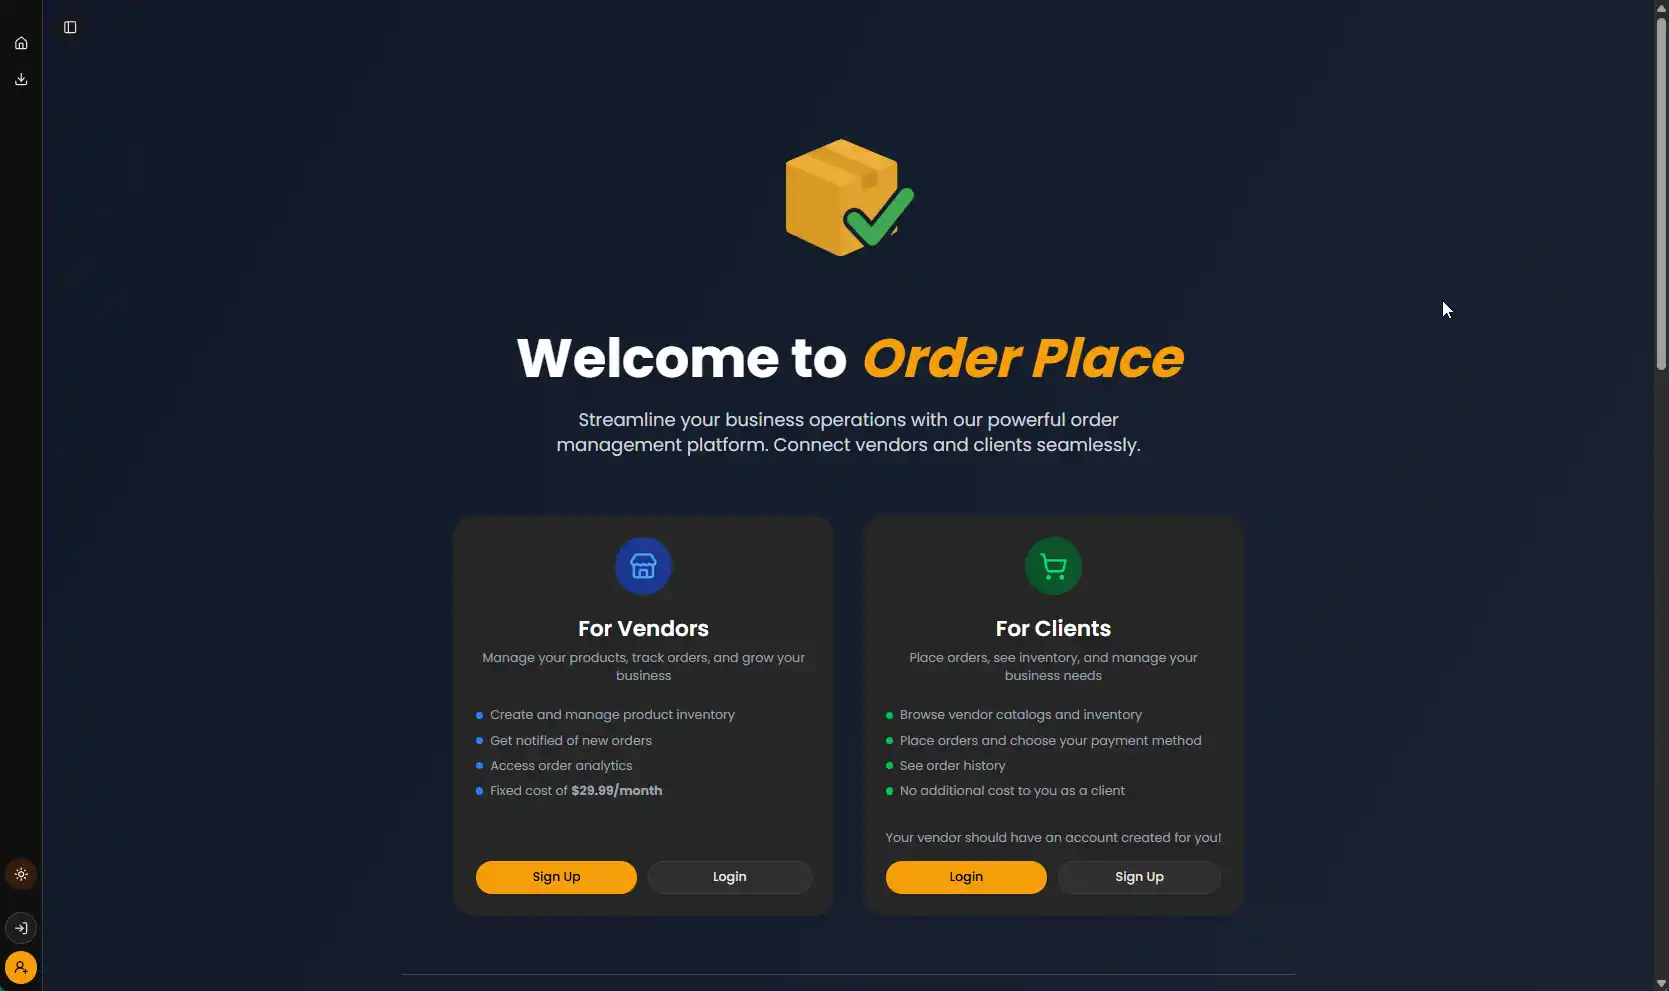 Welcome to Order Place
Streamline your business operations with our powerful order
management platform. Connect vendors and clients seamlessly.
For Vendors
Manage your products, track orders, and grow your
business
Create and manage product inventory
Get notified of new orders
Access order analytics
Fixed cost of $29.99/month
Sign Up
Login
For Clients
Place orders, see inventory, and manage your
business needs
Browse vendor catalogs and inventory
Place orders and choose your payment method
See order history
No additional cost to you as a client
Your vendor should have an account created for you!
Login
Sign Up